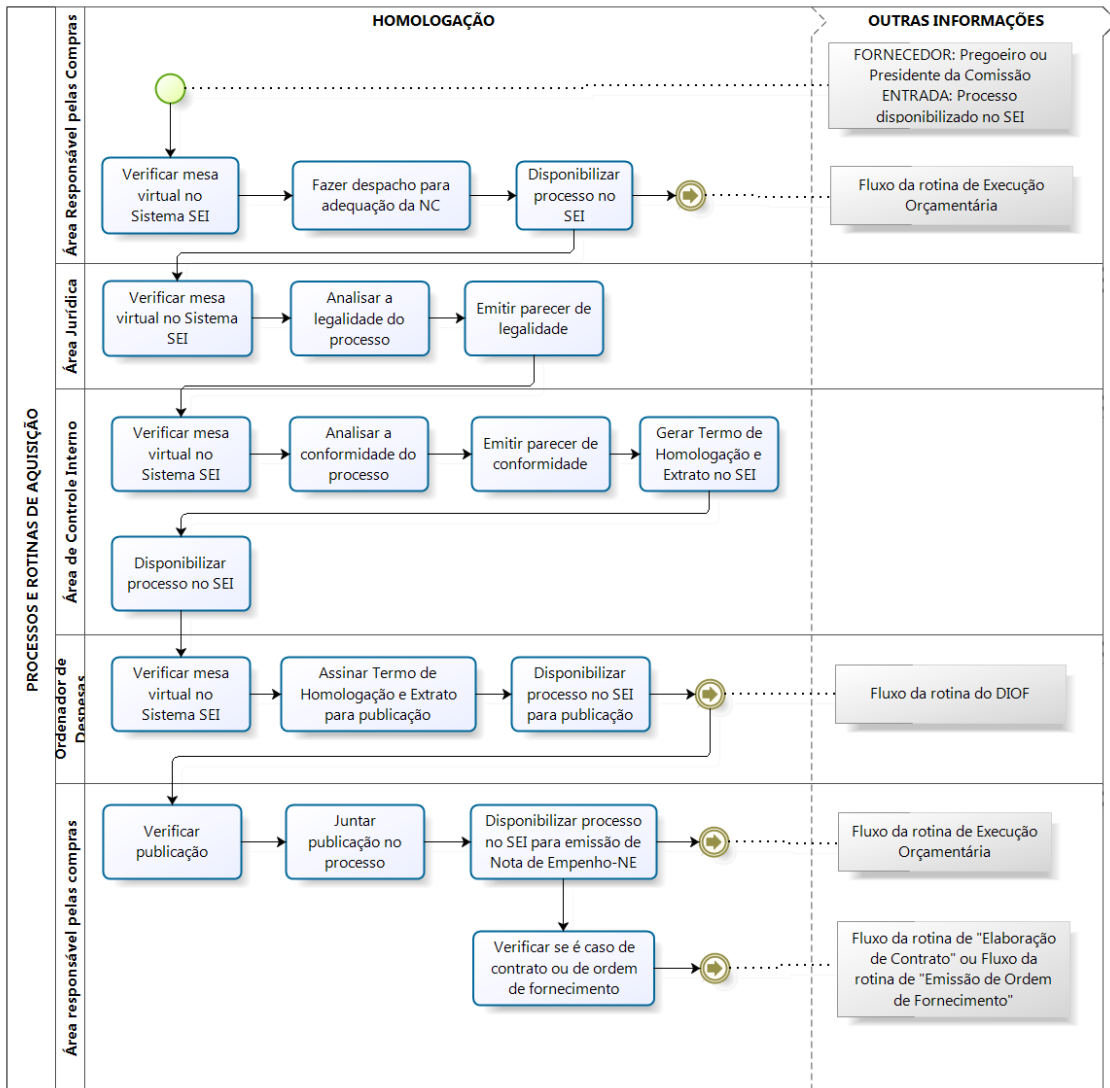 HOMOLOGAÇÃO
OUTRAS INFORMAÇÕES
PROCESSOS E ROTINAS DE AQUISIÇÃO
Área Responsável pelas Compras
FORNECEDOR: Pregoeiro ou
Presidente da Comissão
ENTRADA: Processo
disponibilizado no SEI
Verificar mesa
virtual no
Sistema SEI
Fazer despacho para
adequação da NC
Disponibilizar
processo no
SEI
Fluxo da rotina de Execução
Orçamentária
Área Jurídica
Verificar mesa
virtual no Sistema
SEI
Analisar a
legalidade do
processo
Emitir parecer de
legalidade
Área de Controle Interno
Verificar mesa
virtual no
Sistema SEI
Analisar a
conformidade do
processo
Emitir parecer de
conformidade
Gerar Termo de
Homologação e
Extrato no SEI
Disponibilizar
processo no SEI
Ordenador de
Despesas
Verificar mesa
virtual no
Sistema SEI
Assinar Termo de
Homologação e Extrato
para publicação
Disponibilizar
processo no SEI
para publicação
Fluxo da rotina do DIOF
Área responsável pelas compras
Verificar
publicação
Juntar
publicação no
processo
Disponibilizar processo
no SEI para emissão de
Nota de Empenho-NE
Fluxo da rotina de Execução
Orçamentária
Verificar se é caso de
contrato ou de ordem
de fornecimento
Fluxo da rotina de "Elaboração
de Contrato" ou Fluxo da
rotina de "Emissão de Ordem
de Fornecimento"